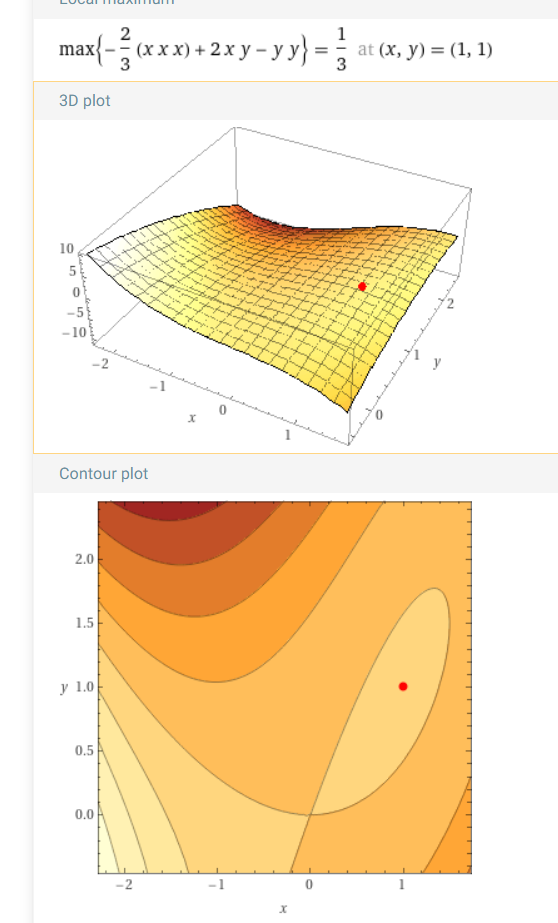 Local maximum
max{-2/3 (x x x) + 2 x y - y y} = 1/3 at (x, y) = (1, 1)
3D plot
10
5
0
-5
-10
-2
-1
0
1
x
2
1
0
y
Contour plot
2.0
1.5
y 1.0
0.5
0.0
-2 -1 0 1
x